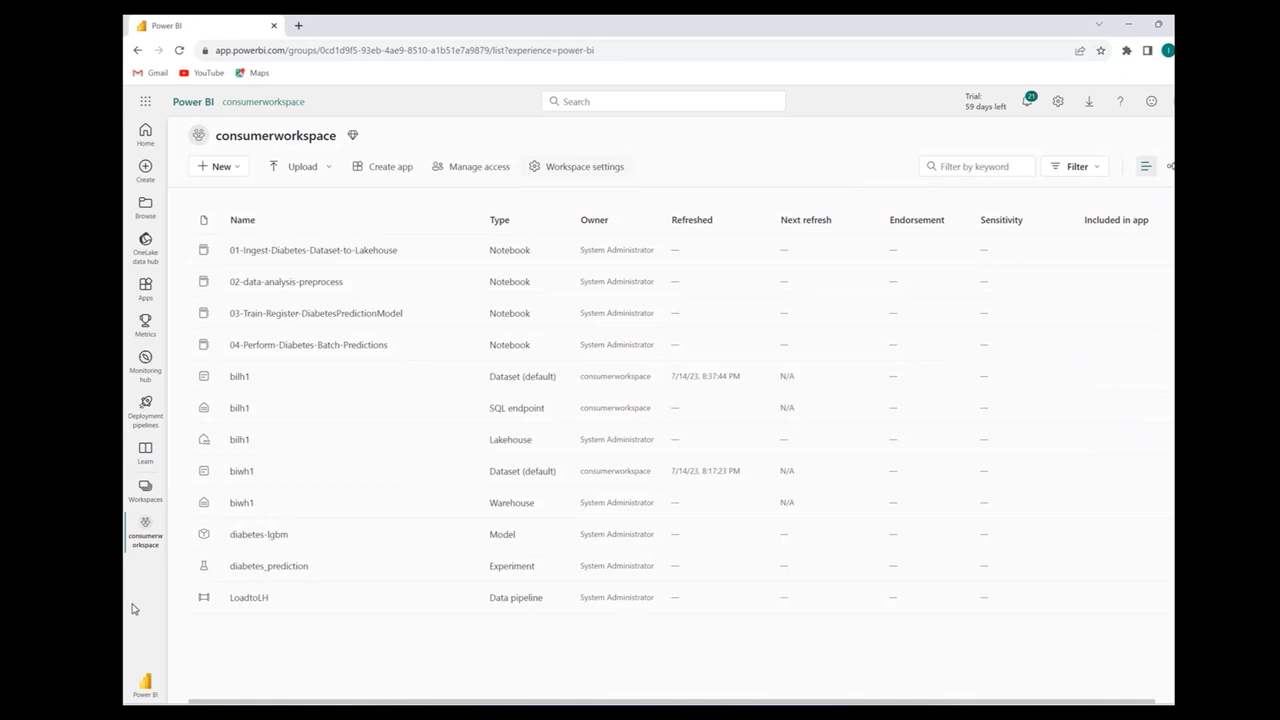 Power BI
app.powerbi.com/groups/0cd1d9f5-93eb-4ae9-8510-a1b51e7a9879/list?experience=power-bi
Gmail YouTube Maps
Power BI consumerworkspace Search Trial: 59 days left 21
consumerworkspace
New Upload Create app Manage access Workspace settings Filter by keyword Filter
Name Type Owner Refreshed Next refresh Endorsement Sensitivity Included in app
01-Ingest-Diabetes-Dataset-to-Lakehouse Notebook System Administrator — — — —
02-data-analysis-preprocess Notebook System Administrator — — — —
03-Train-Register-DiabetesPredictionModel Notebook System Administrator — — — —
04-Perform-Diabetes-Batch-Predictions Notebook System Administrator — — — —
bilh1 Dataset (default) consumerworkspace 7/14/23, 8:37:44 PM N/A — —
bilh1 SQL endpoint consumerworkspace — N/A — —
bilh1 Lakehouse System Administrator — — — —
biwh1 Dataset (default) consumerworkspace 7/14/23, 8:17:23 PM N/A — —
biwh1 Warehouse System Administrator — N/A — —
diabetes-lgbm Model System Administrator — — — —
diabetes_prediction Experiment System Administrator — — — —
LoadtoLH Data pipeline System Administrator — — — —
Home
Create
Browse
OneLake
data hub
Apps
Metrics
Monitoring
hub
Deployment
pipelines
Learn
Workspaces
consumerw
orkspace
Power BI